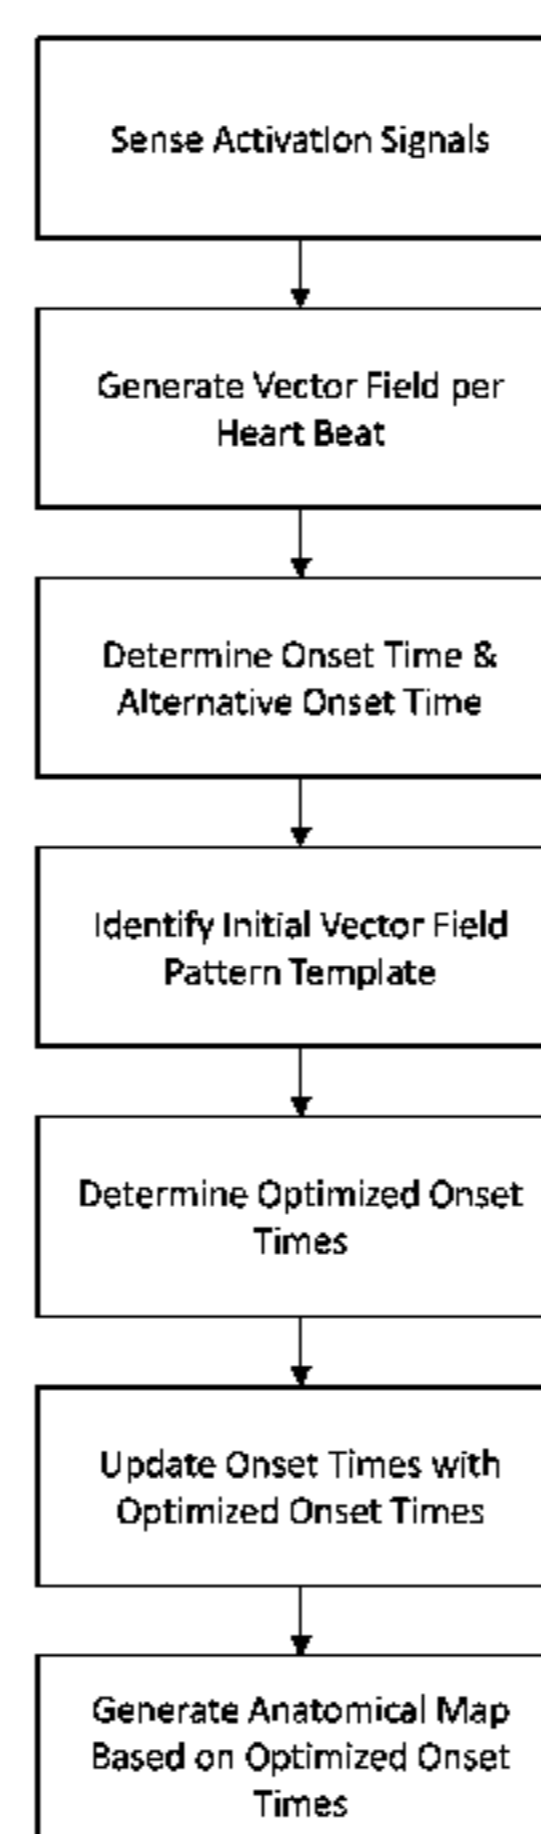 Sense Activation Signals
Generate Vector Field per
Heart Beat
Determine Onset Time &
Alternative Onset Time
Identify Initial Vector Field
Pattern Template
Determine Optimized Onset
Times
Update Onset Times with
Optimized Onset Times
Generate Anatomical Map
Based on Optimized Onset
Times